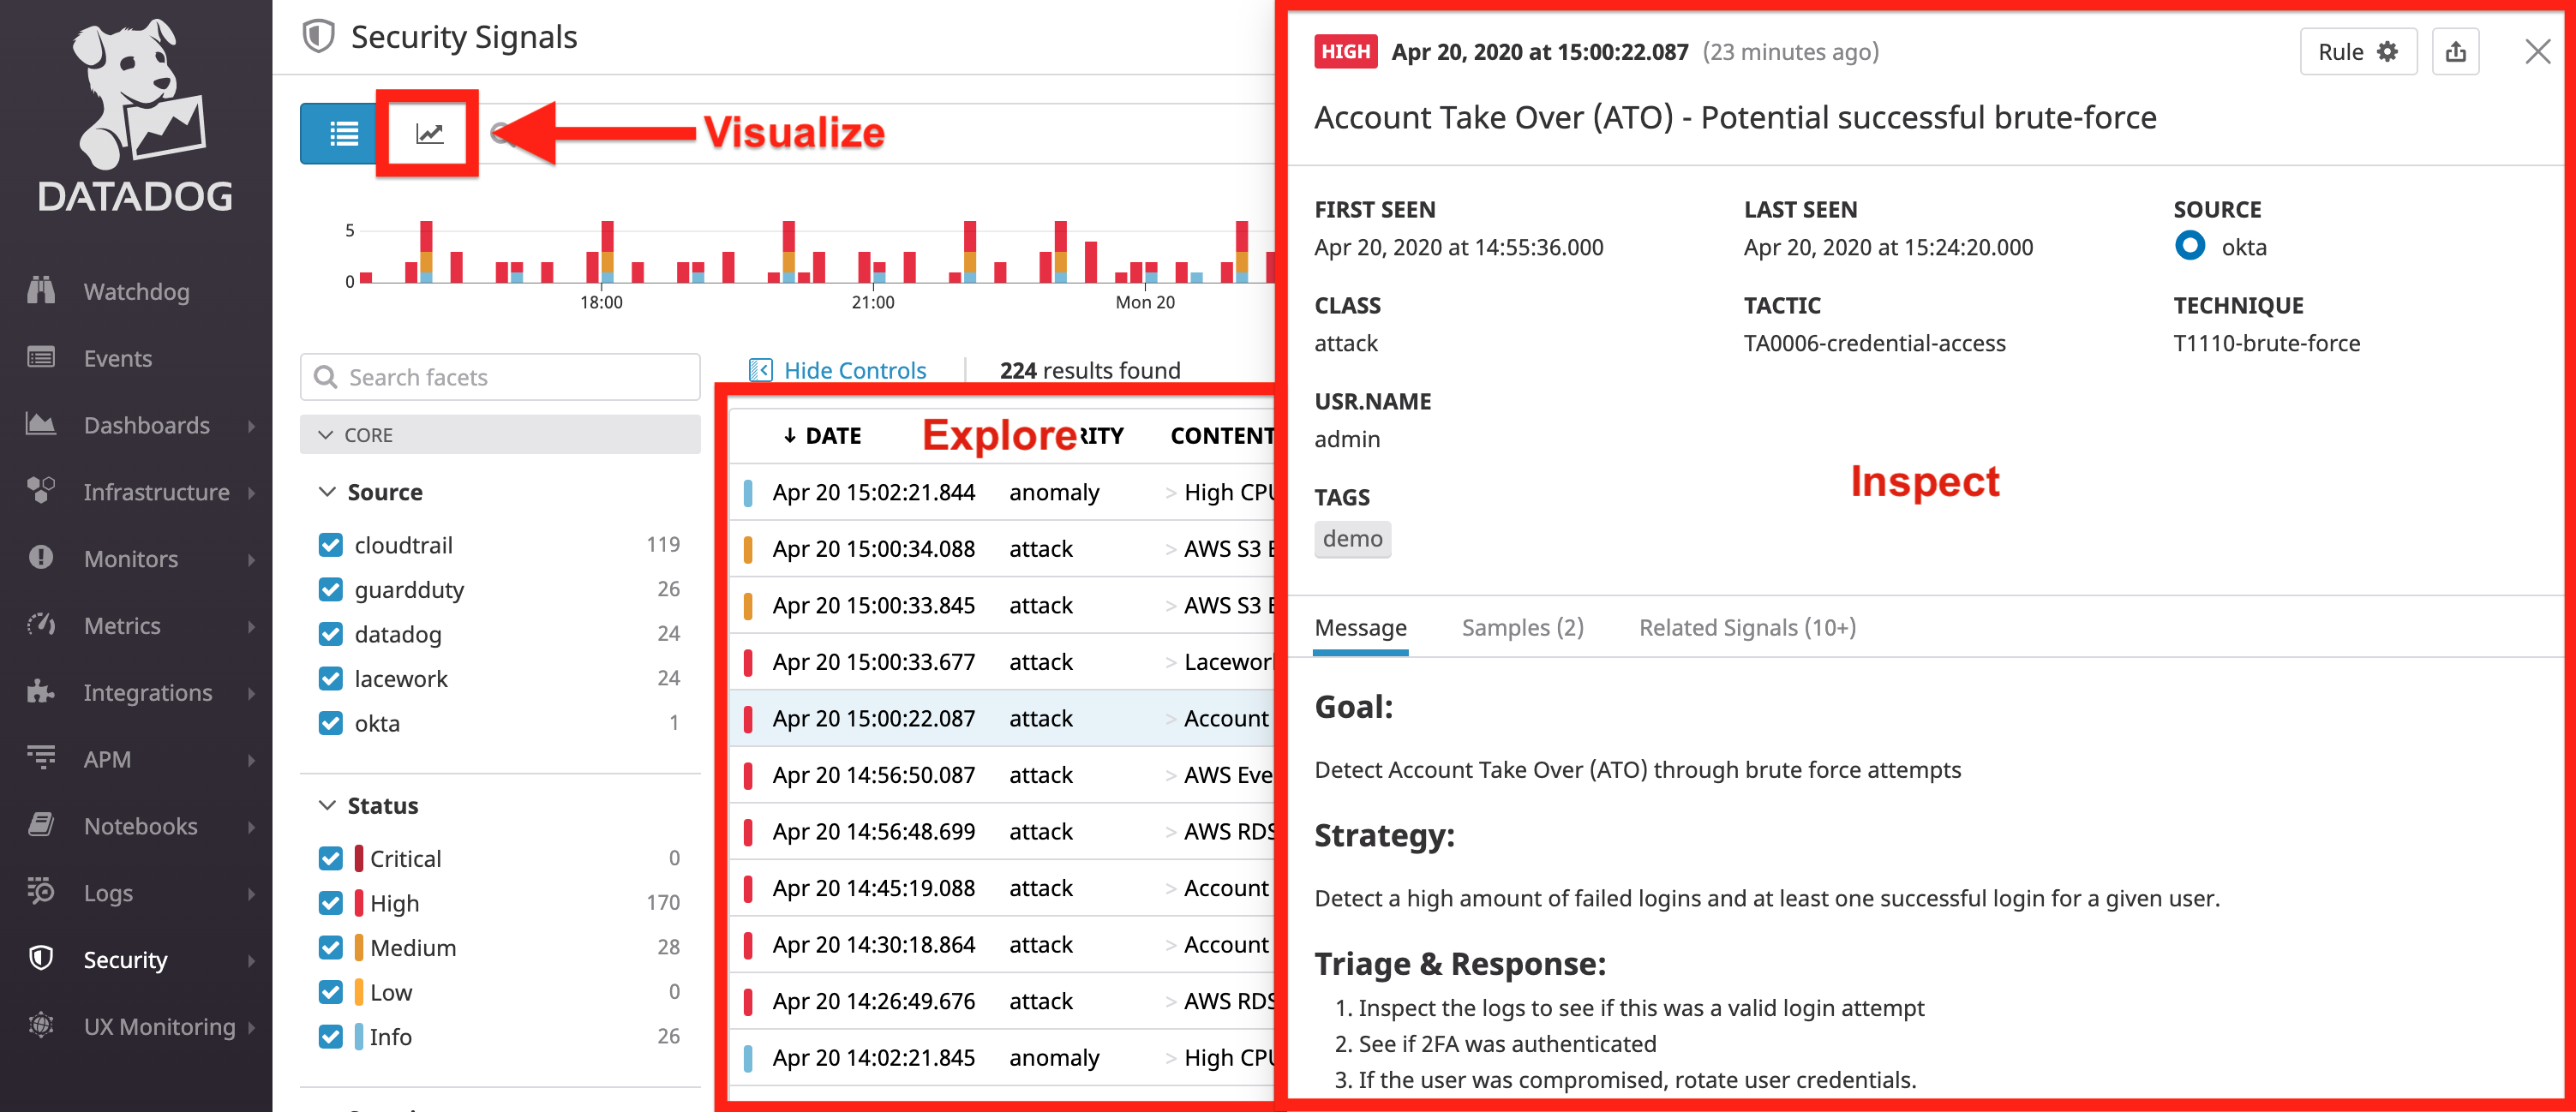 DATADOG
Watchdog
Events
Dashboards
Infrastructure
Monitors
Metrics
Integrations
APM
Notebooks
Logs
Security
UX Monitoring
Security Signals
Visualize
5
0
18:00
21:00
Mon 20
Search facets
CORE
Source
cloudtrail 119
guardduty 26
datadog 24
lacework 24
okta 1
Status
Critical 0
High 170
Medium 28
Low 0
Info 26
Hide Controls
224 results found
↓ DATE RITY CONTENT
Explore
Apr 20 15:02:21.844 anomaly > High CPU
Apr 20 15:00:34.088 attack > AWS S3
Apr 20 15:00:33.845 attack > AWS S3
Apr 20 15:00:33.677 attack > Lacework
Apr 20 15:00:22.087 attack > Account
Apr 20 14:56:50.087 attack > AWS Eve
Apr 20 14:56:48.699 attack > AWS RDS
Apr 20 14:45:19.088 attack > Account
Apr 20 14:30:18.864 attack > Account
Apr 20 14:26:49.676 attack > AWS RDS
Apr 20 14:02:21.845 anomaly > High CPU
HIGH Apr 20, 2020 at 15:00:22.087 (23 minutes ago)
Rule
Account Take Over (ATO) - Potential successful brute-force
FIRST SEEN LAST SEEN SOURCE
Apr 20, 2020 at 14:55:36.000 Apr 20, 2020 at 15:24:20.000 okta
CLASS TACTIC TECHNIQUE
attack TA0006-credential-access T1110-brute-force
USR.NAME
admin
Inspect
TAGS
demo
Message Samples (2) Related Signals (10+)
Goal:
Detect Account Take Over (ATO) through brute force attempts
Strategy:
Detect a high amount of failed logins and at least one successful login for a given user.
Triage & Response:
1. Inspect the logs to see if this was a valid login attempt
2. See if 2FA was authenticated
3. If the user was compromised, rotate user credentials.